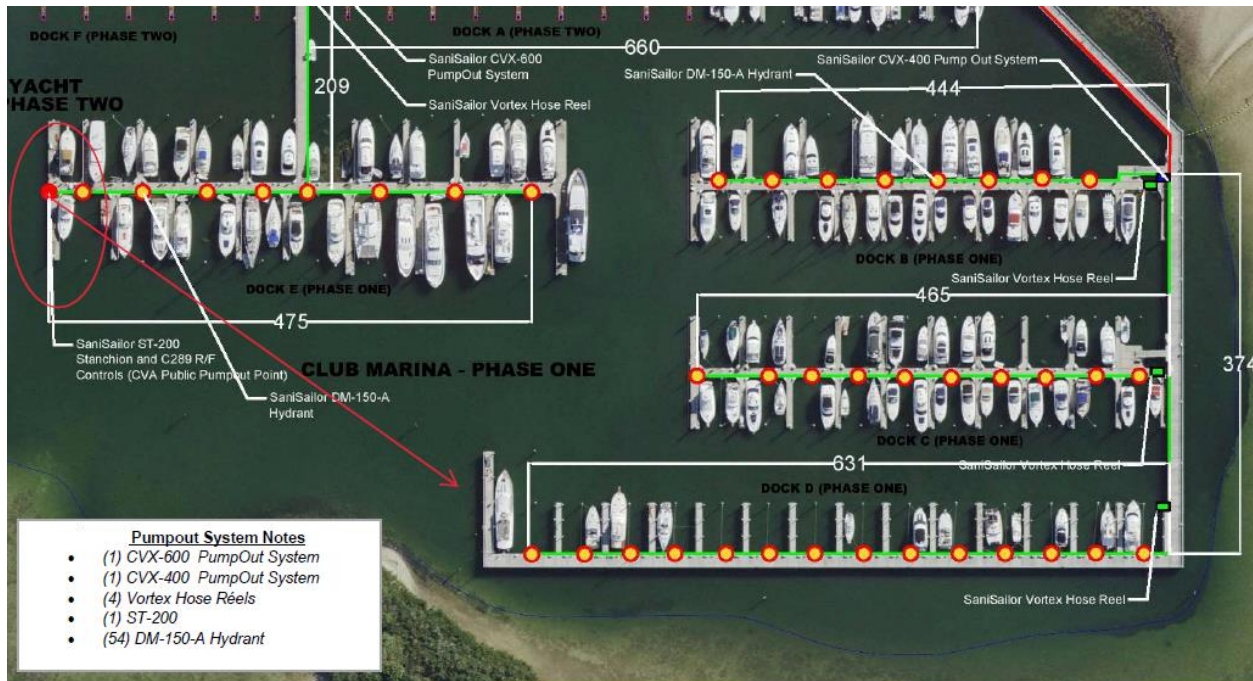 DOCK F (PHASE TWO)
DOCK A (PHASE TWO)
660
SaniSailor CVX-600
PumpOut System
SaniSailor CVX-400 Pump Out System
SaniSailor DM-150-A Hydrant
YACHT
PHASE TWO
209
SaniSailor Vortex Hose Reel
444
DOCK B (PHASE ONE)
SaniSailor Vortex Hose Reel
DOCK E (PHASE ONE)
465
475
SaniSailor ST-200
Stanchion and C289 R/F
Controls (CVA Public Pumpout Point)
CLUB MARINA - PHASE ONE
374
SaniSailor DM-150-A
Hydrant
DOCK C (PHASE ONE)
631
SaniSailor Vortex Hose Reel
DOCK D (PHASE ONE)
Pumpout System Notes
• (1) CVX-600 PumpOut System
• (1) CVX-400 PumpOut System
• (4) Vortex Hose Réels
• (1) ST-200
• (54) DM-150-A Hydrant
SaniSailor Vortex Hose Reel